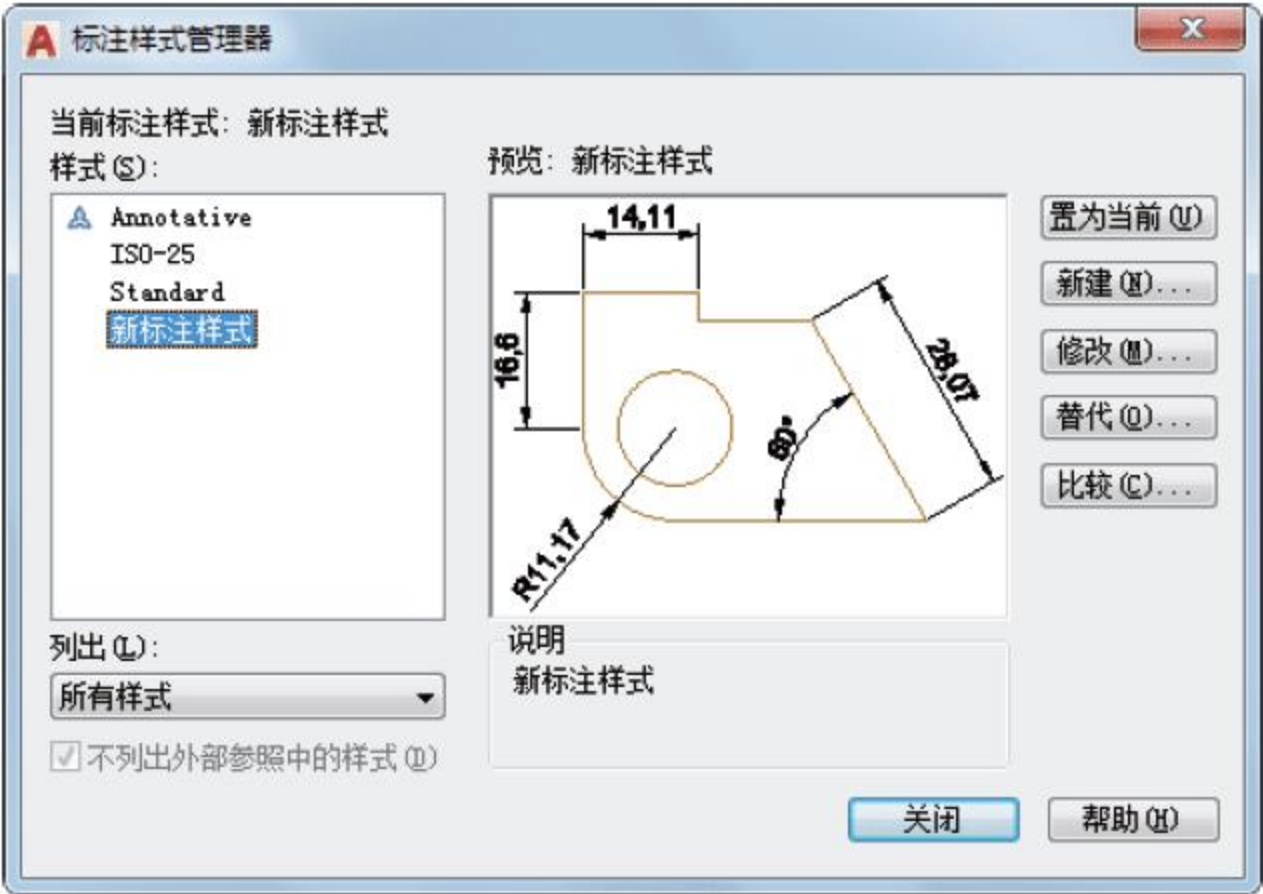 标注样式管理器
当前标注样式: 新标注样式
样式(S):
Annotative
ISO-25
Standard
新标注样式
列出(L):
所有样式
不列出外部参照中的样式(D)
预览: 新标注样式
14,11
16,6
28,07
60°
R11,17
说明
新标注样式
置为当前(U)
新建(N)...
修改(M)...
替代(O)...
比较(C)...
关闭
帮助(H)